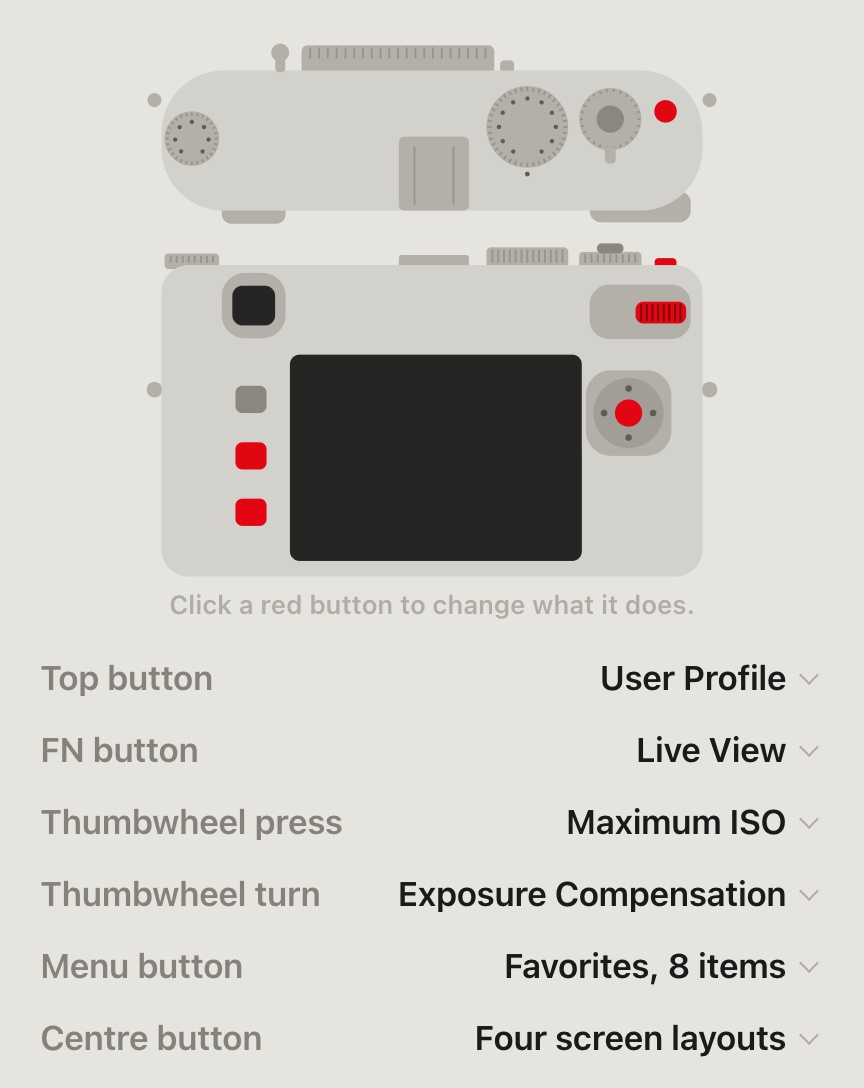 Click a red button to change what it does.
Top button User Profile
FN button Live View
Thumbwheel press Maximum ISO
Thumbwheel turn Exposure Compensation
Menu button Favorites, 8 items
Centre button Four screen layouts